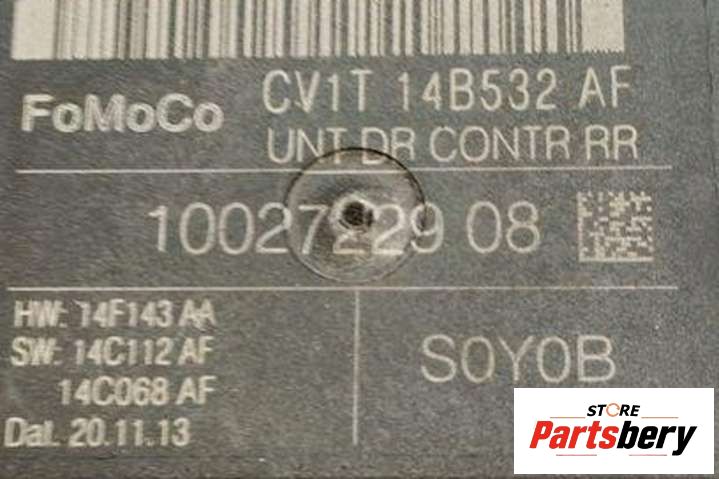 FoMoCo CV1T 14B532 AF
UNT DR CONTR RR
10027229 08
HW: 14F143 AA
SW: 14C112 AF
14C068 AF
Dat. 20.11.13
S0Y0B
STORE
Partsbery